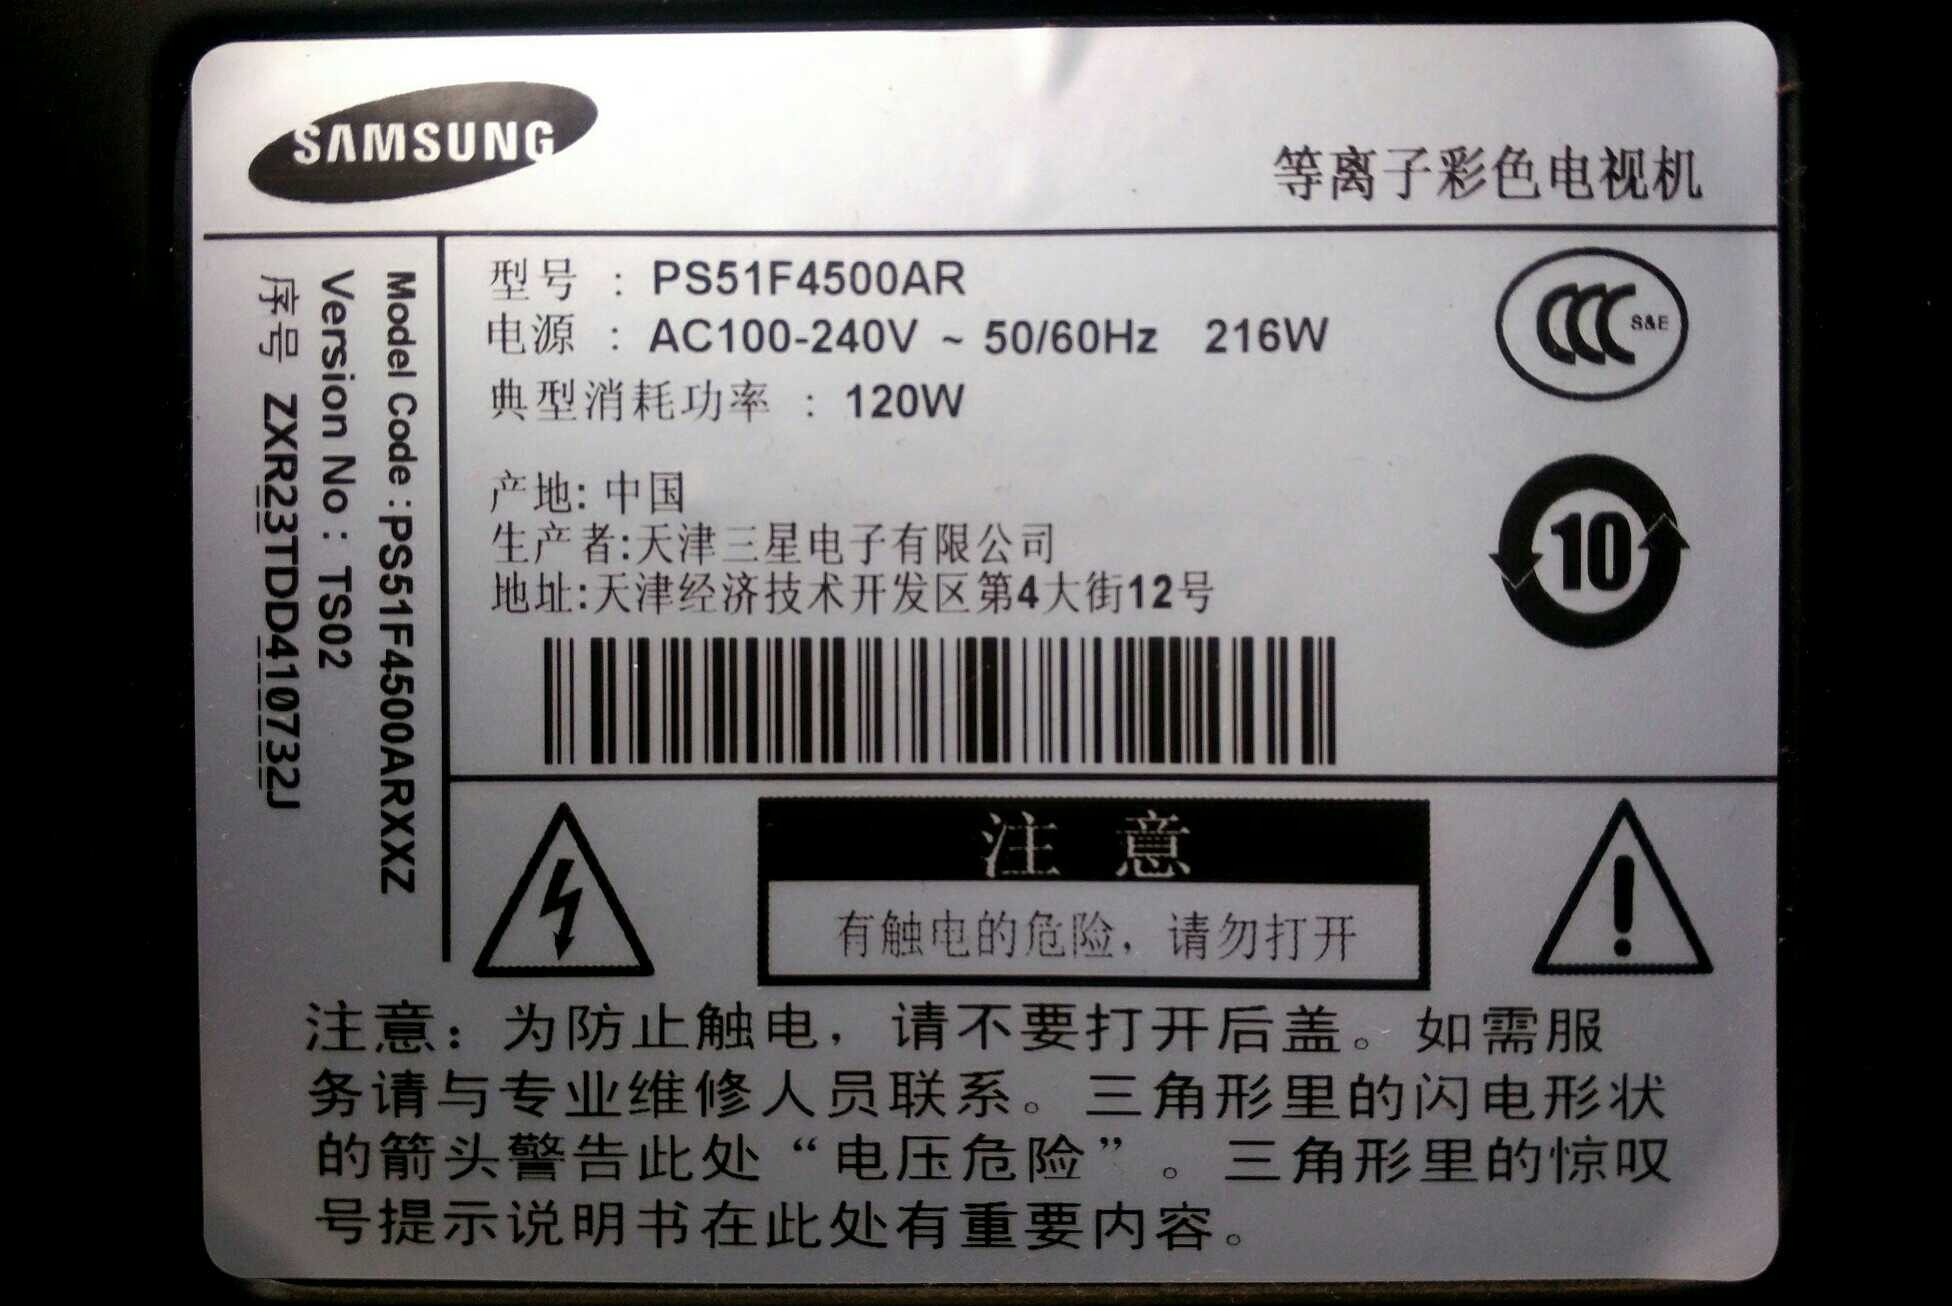 SAMSUNG
等离子彩色电视机
型号 : PS51F4500AR
电源 : AC100-240V ~ 50/60Hz 216W
典型消耗功率 : 120W
产地: 中国
生产者:天津三星电子有限公司
地址:天津经济技术开发区第4大街12号
S&E
10
Model Code : PS51F4500ARXXZ
Version No : TS02
序号 ZXR23TDD410732J
注 意
有触电的危险，请勿打开
注意：为防止触电，请不要打开后盖。如需服
务请与专业维修人员联系。三角形里的闪电形状
的箭头警告此处“电压危险”。三角形里的惊叹
号提示说明书在此处有重要内容。